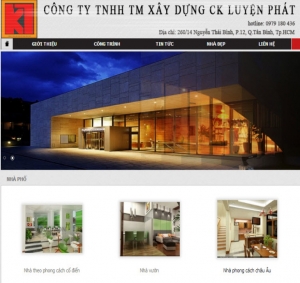 CÔNG TY TNHH TM XÂY DỰNG CK LUYỆN PHÁT
hotline: 0979 180 436
Địa chỉ: 260/14 Nguyễn Thái Bình, P.12, Q.Tân Bình, Tp.HCM
GIỚI THIỆU CÔNG TRÌNH TIN TỨC NHÀ ĐẸP LIÊN HỆ
NHÀ PHỐ
Nhà theo phong cách cổ điển Nhà vườn Nhà phong cách châu Âu